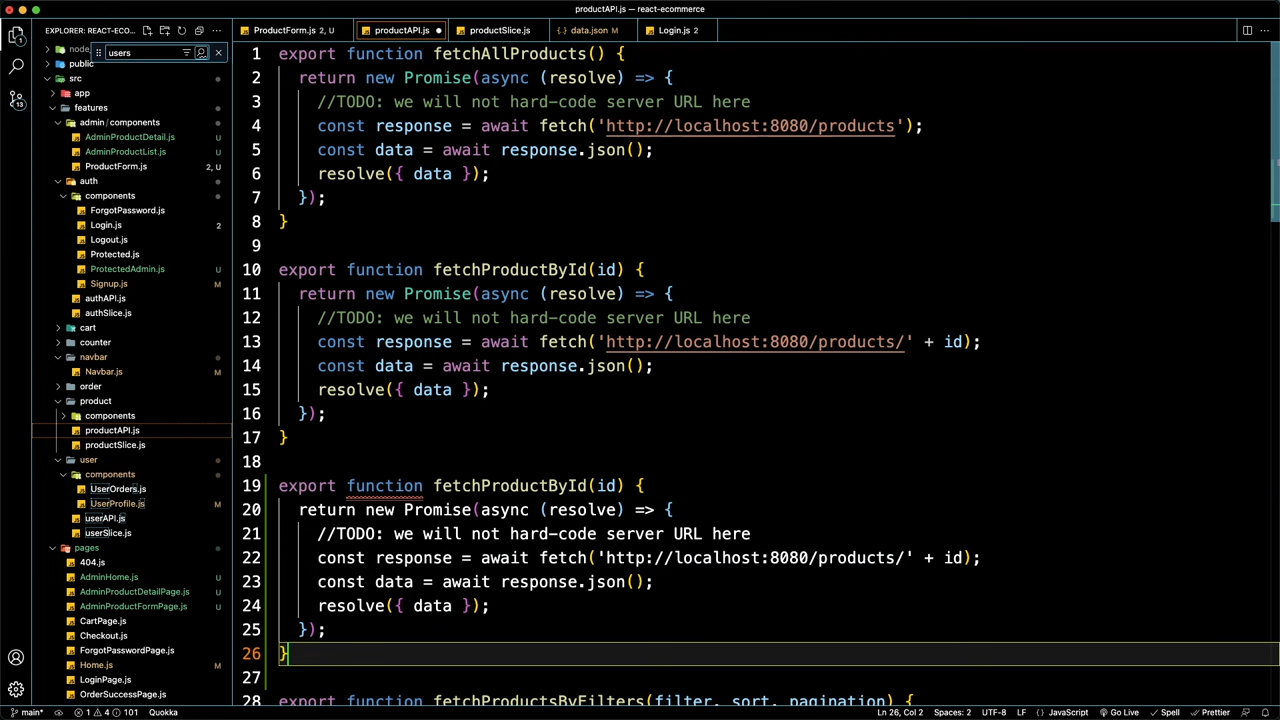 productAPI.js — react-ecommerce
EXPLORER: REACT-ECO...
ProductForm.js 2, U
productAPI.js
productSlice.js
data.json M
Login.js 2
users
node
public
src
app
features
admin / components
AdminProductDetail.js U
AdminProductList.js U
ProductForm.js 2, U
auth
components
ForgotPassword.js
Login.js 2
Logout.js
Protected.js
ProtectedAdmin.js U
Signup.js M
authAPI.js
authSlice.js
cart
counter
navbar
Navbar.js M
order
product
components
productAPI.js
productSlice.js
user
components
UserOrders.js
UserProfile.js M
userAPI.js
userSlice.js
pages
404.js
AdminHome.js U
AdminProductDetailPage.js U
AdminProductFormPage.js U
CartPage.js
Checkout.js
ForgotPasswordPage.js
Home.js M
LoginPage.js
OrderSuccessPage.js
1 export function fetchAllProducts() {
2 return new Promise(async (resolve) => {
3 //TODO: we will not hard-code server URL here
4 const response = await fetch('http://localhost:8080/products');
5 const data = await response.json();
6 resolve({ data });
7 });
8 }
9
10 export function fetchProductById(id) {
11 return new Promise(async (resolve) => {
12 //TODO: we will not hard-code server URL here
13 const response = await fetch('http://localhost:8080/products/' + id);
14 const data = await response.json();
15 resolve({ data });
16 });
17 }
18
19 export function fetchProductById(id) {
20 return new Promise(async (resolve) => {
21 //TODO: we will not hard-code server URL here
22 const response = await fetch('http://localhost:8080/products/' + id);
23 const data = await response.json();
24 resolve({ data });
25 });
26 }
27
28 export function fetchProductsByFilters(filter, sort, pagination) {
main* 1 4 101 Quokka Ln 26, Col 2 Spaces: 2 UTF-8 LF { } JavaScript Go Live Spell Prettier